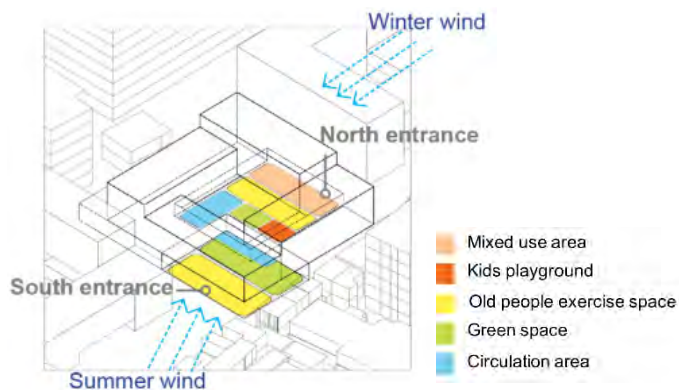 Winter wind
North entrance
South entrance
Summer wind
Mixed use area
Kids playground
Old people exercise space
Green space
Circulation area